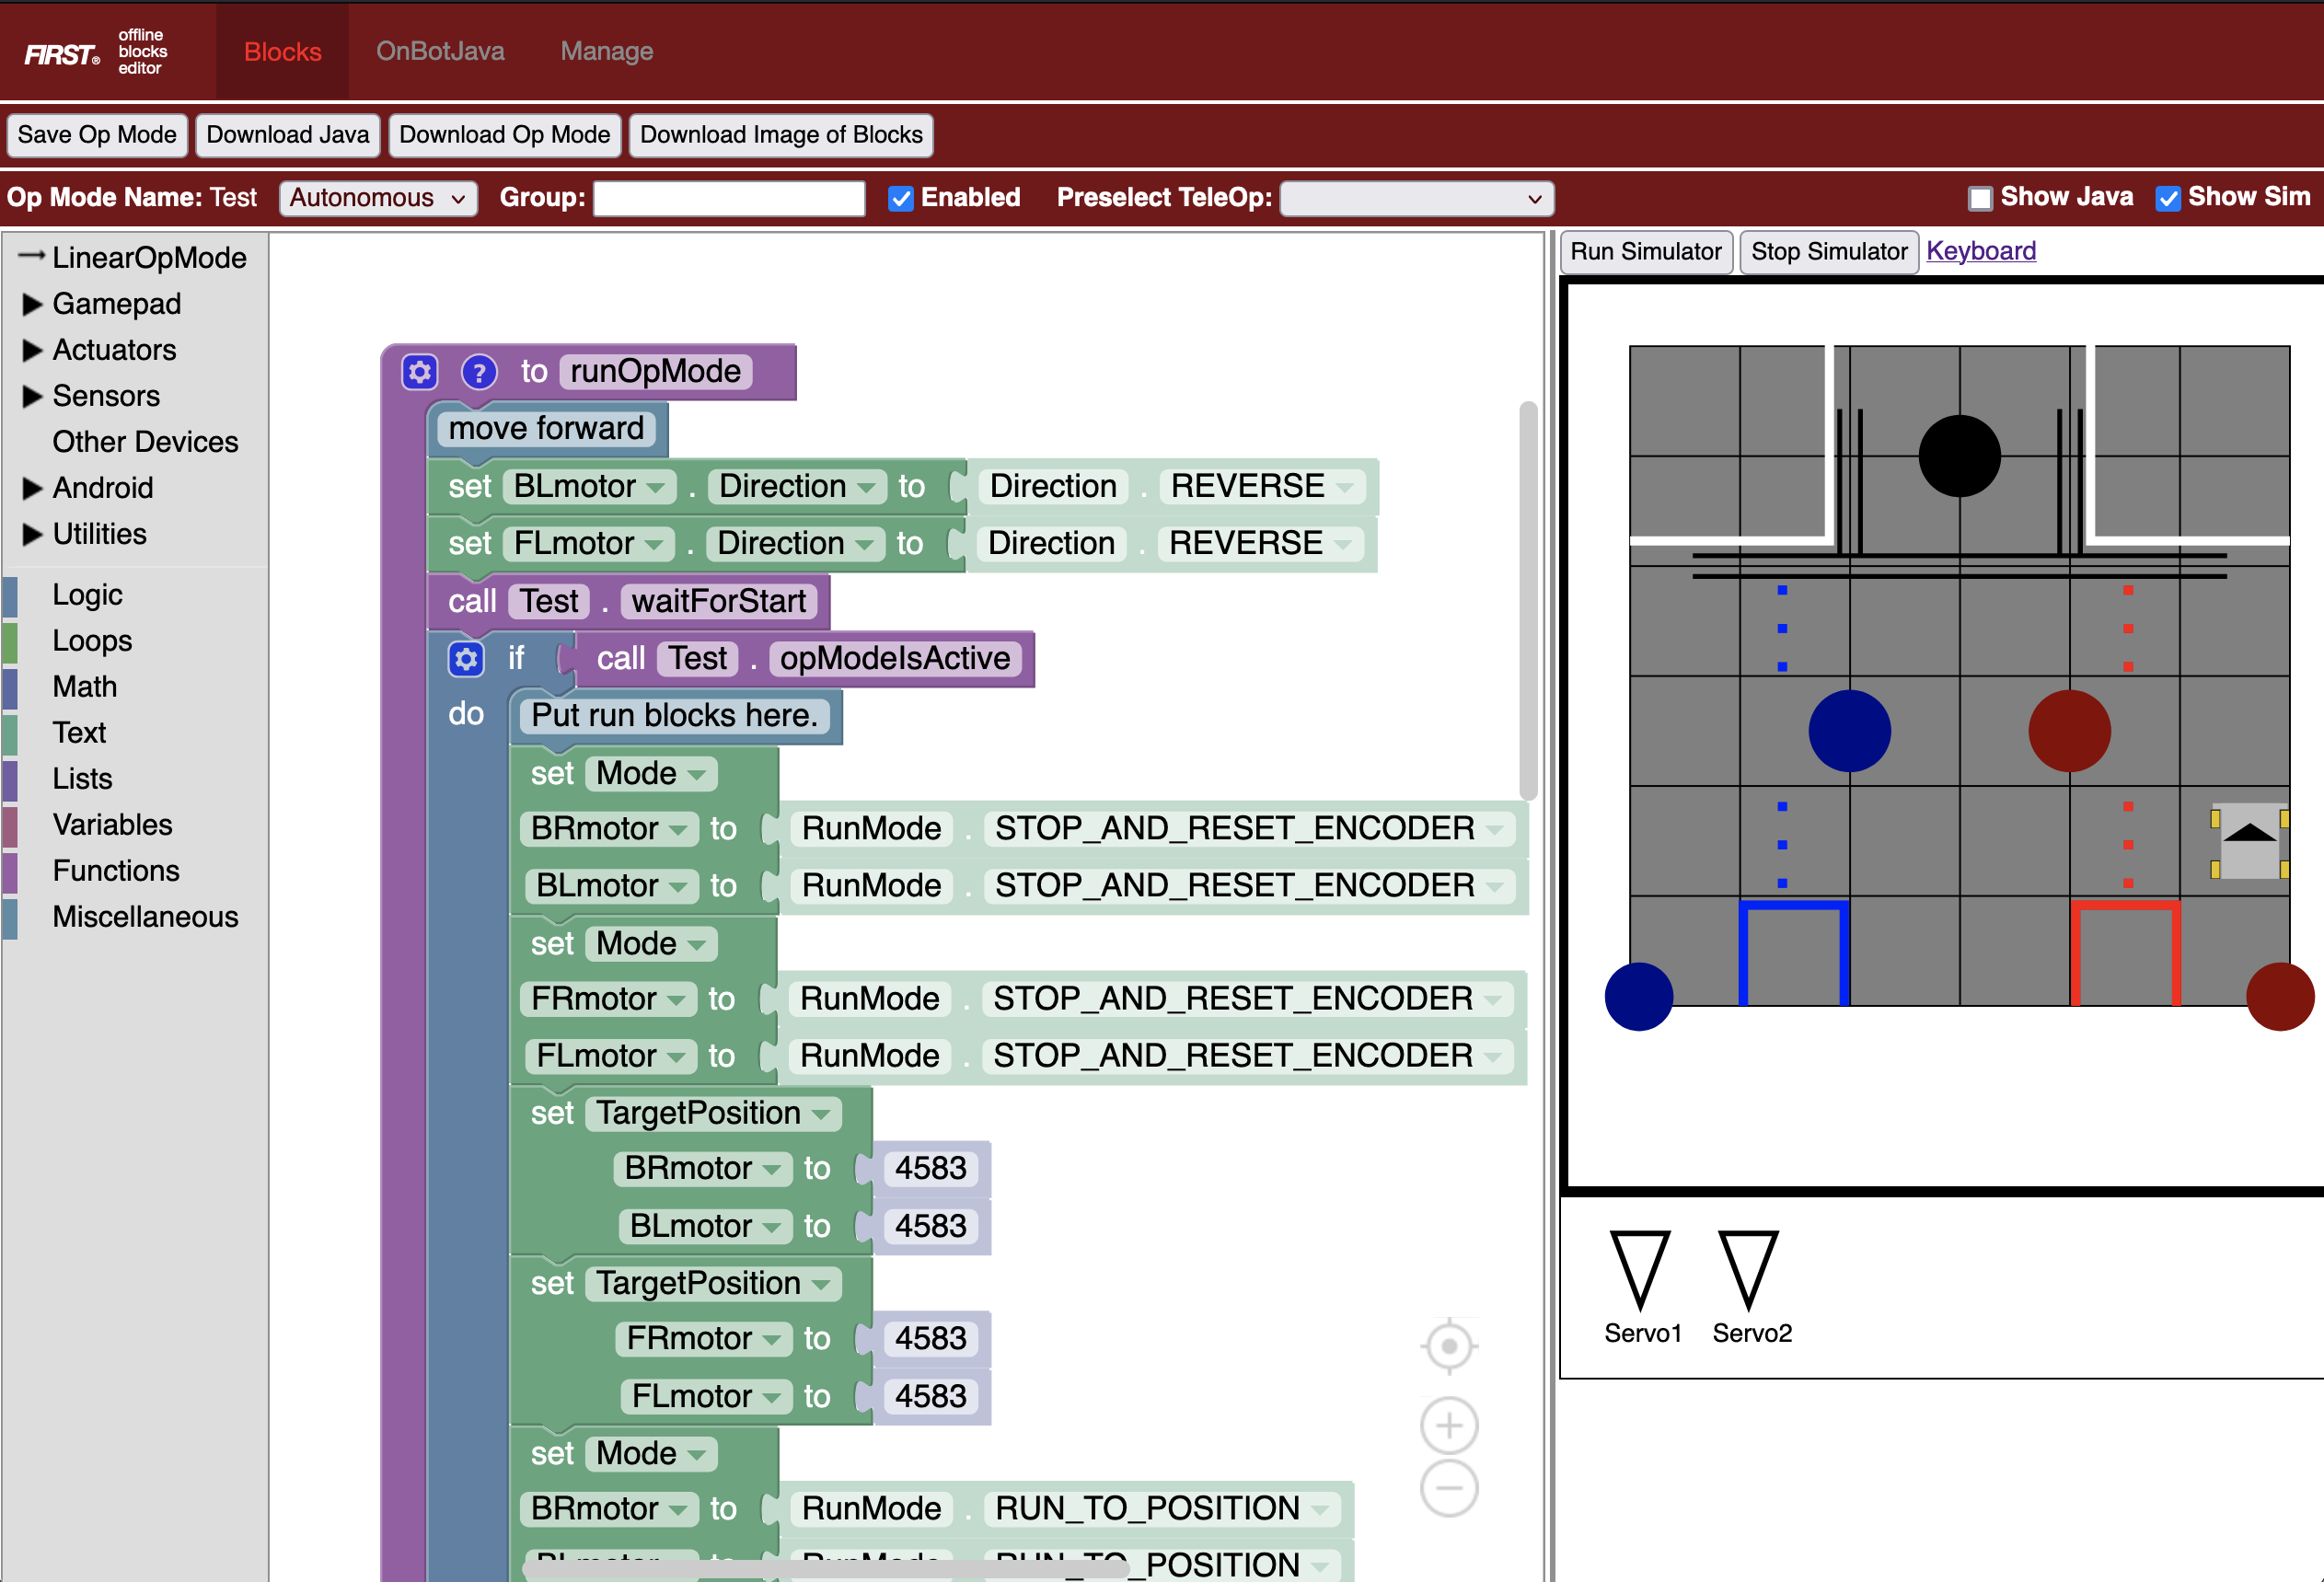 FIRST® offline blocks editor
Blocks OnBotJava Manage
Save Op Mode Download Java Download Op Mode Download Image of Blocks
Op Mode Name: Test Autonomous Group: Enabled Preselect TeleOp: Show Java Show Sim
LinearOpMode
Gamepad
Actuators
Sensors
Other Devices
Android
Utilities
Logic
Loops
Math
Text
Lists
Variables
Functions
Miscellaneous
? to runOpMode
move forward
set BLmotor . Direction to Direction . REVERSE
set FLmotor . Direction to Direction . REVERSE
call Test . waitForStart
if call Test . opModeIsActive
do Put run blocks here.
set Mode
BRmotor to RunMode . STOP_AND_RESET_ENCODER
BLmotor to RunMode . STOP_AND_RESET_ENCODER
set Mode
FRmotor to RunMode . STOP_AND_RESET_ENCODER
FLmotor to RunMode . STOP_AND_RESET_ENCODER
set TargetPosition
BRmotor to 4583
BLmotor to 4583
set TargetPosition
FRmotor to 4583
FLmotor to 4583
set Mode
BRmotor to RunMode . RUN_TO_POSITION
BLmotor to RunMode . RUN_TO_POSITION
Run Simulator Stop Simulator Keyboard
Servo1 Servo2